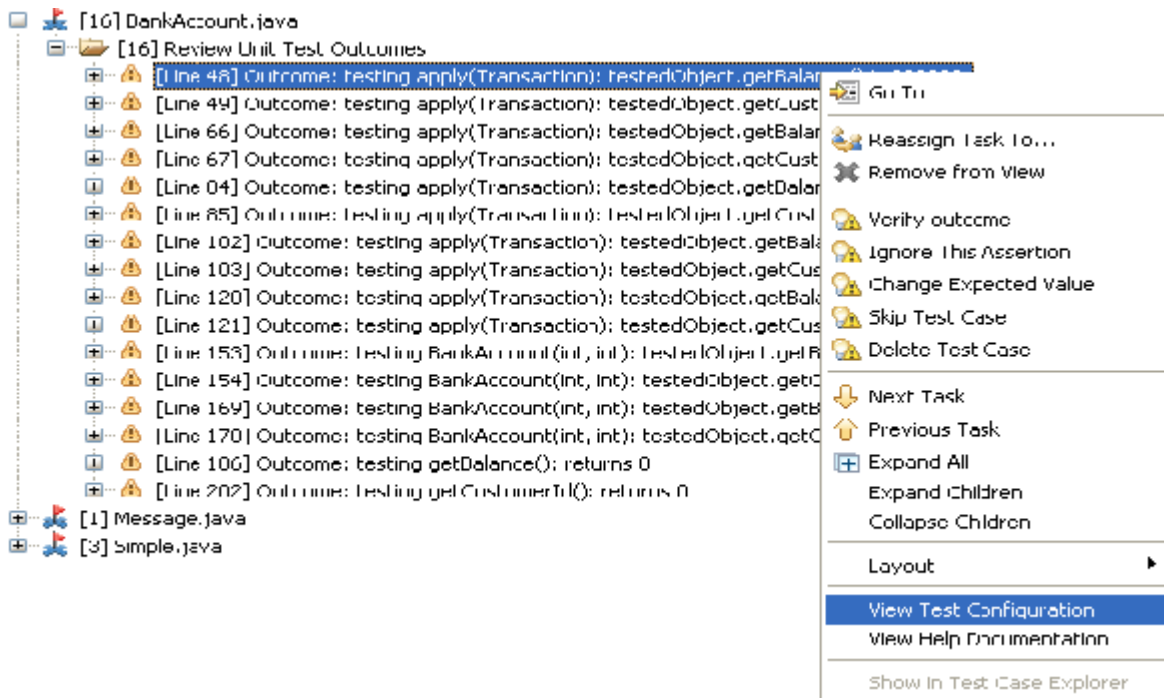 [16] BankAccount.java
[16] Review Unit Test Outcomes
[Line 48] Outcome: testing apply(Transaction): testedObject.getBalan
[Line 49] Outcome: testing apply(Transaction): testedObject.getCust
[Line 66] Outcome: testing apply(Transaction): testedObject.getBalan
[Line 67] Outcome: testing apply(Transaction): testedObject.getCust
[Line 84] Outcome: testing apply(Transaction): testedObject.getBalan
[Line 85] Outcome: testing apply(Transaction): testedObject.getCust
[Line 102] Outcome: testing apply(Transaction): testedObject.getBala
[Line 103] Outcome: testing apply(Transaction): testedObject.getCus
[Line 120] Outcome: testing apply(Transaction): testedObject.getBala
[Line 121] Outcome: testing apply(Transaction): testedObject.getCus
[Line 153] Outcome: testing BankAccount(int, int): testedObject.getB
[Line 154] Outcome: testing BankAccount(int, int): testedObject.getC
[Line 169] Outcome: testing BankAccount(int, int): testedObject.getB
[Line 170] Outcome: testing BankAccount(int, int): testedObject.getC
[Line 186] Outcome: testing getBalance(): returns 0
[Line 202] Outcome: testing getCustomerId(): returns 0
[1] Message.java
[3] Simple.java
Go To
Reassign Task To...
Remove from View
Verify outcome
Ignore This Assertion
Change Expected Value
Skip Test Case
Delete Test Case
Next Task
Previous Task
Expand All
Expand Children
Collapse Children
Layout
View Test Configuration
View Help Documentation
Show in Test Case Explorer